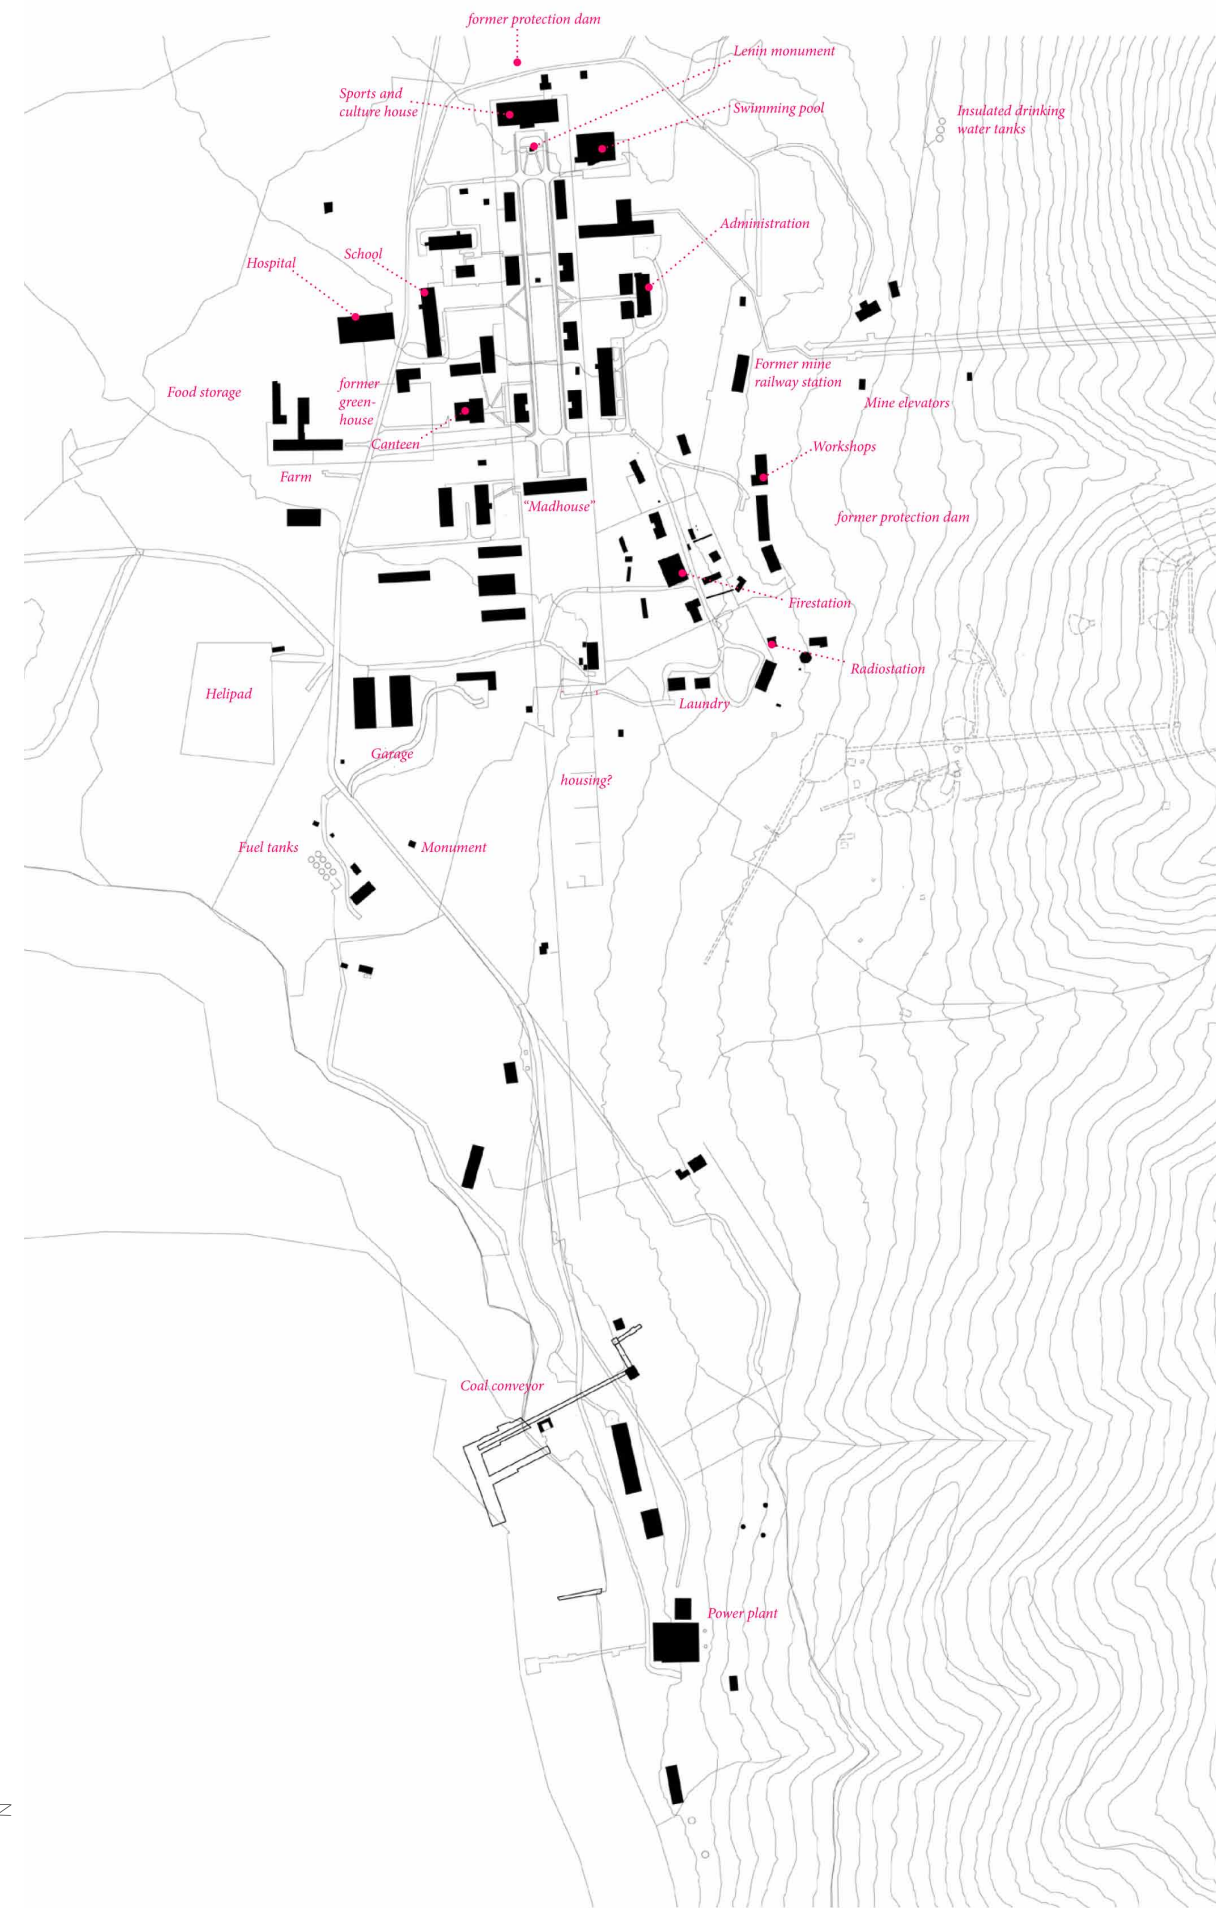 former protection dam
Lenin monument
Sports and
culture house
Swimming pool
Insulated drinking
water tanks
Administration
School
Hospital
Former mine
railway station
Food storage
former
green-
house
Mine elevators
Canteen
Workshops
Farm
"Madhouse"
former protection dam
Firestation
Radiostation
Helipad
Laundry
Garage
housing?
Fuel tanks
Monument
Coal conveyor
Power plant
N